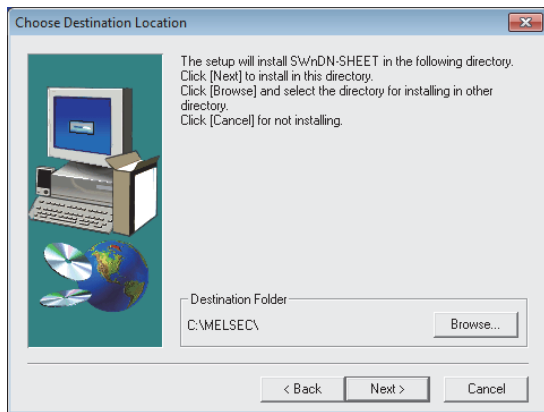 Choose Destination Location
The setup will install SWnDN-SHEET in the following directory.
Click [Next] to install in this directory.
Click [Browse] and select the directory for installing in other
directory.
Click [Cancel] for not installing.
Destination Folder
C:\MELSEC\
Browse...
< Back
Next >
Cancel